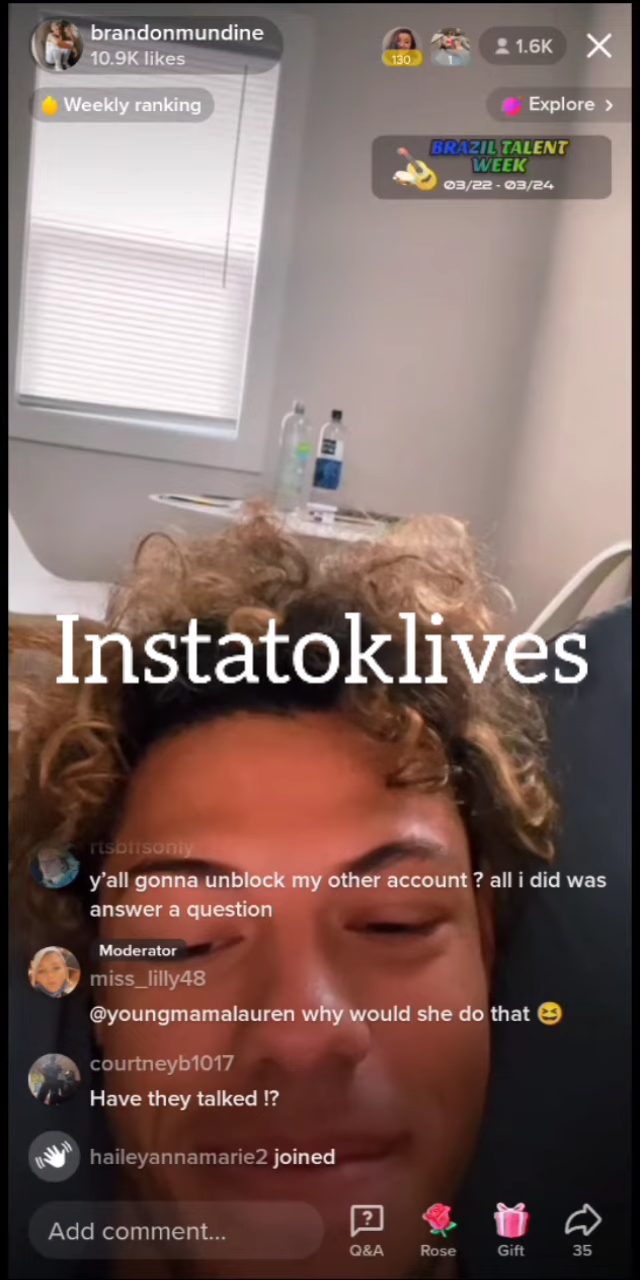 brandonmundine
10.9K likes
130
1
1.6K
Weekly ranking
Explore >
BRAZIL TALENT
WEEK
03/22 - 03/24
Instatoklives
rtsbffsonly
y'all gonna unblock my other account ? all i did was
answer a question
Moderator
miss_lilly48
@youngmamalauren why would she do that 😆
courtneyb1017
Have they talked !?
haileyannamarie2 joined
Add comment...
Q&A
Rose
Gift
35